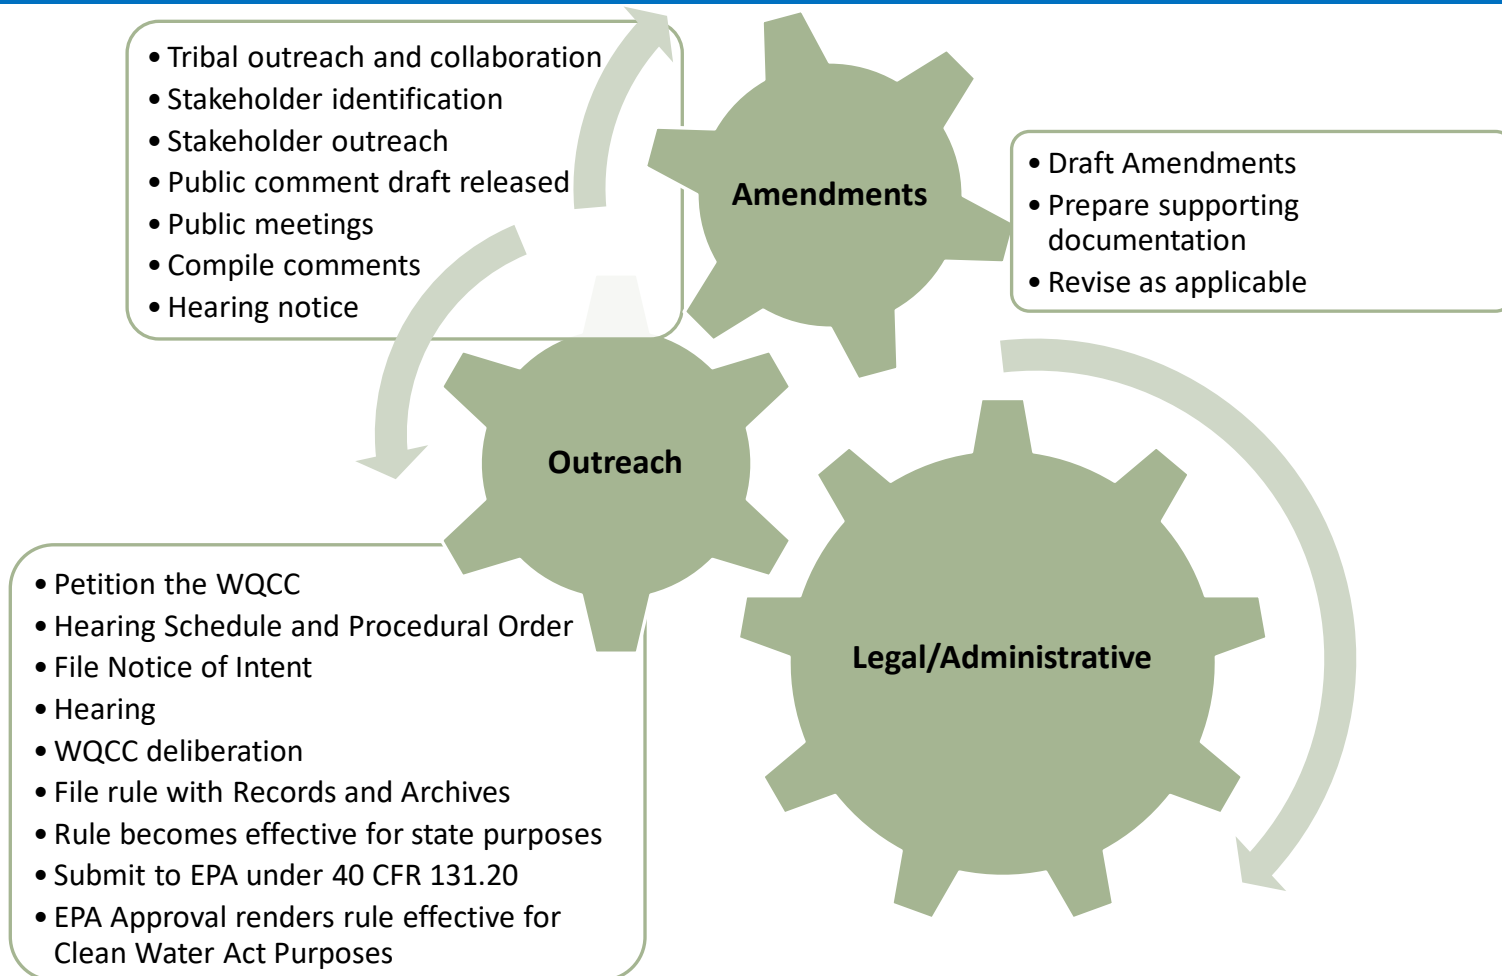 • Tribal outreach and collaboration
• Stakeholder identification
• Stakeholder outreach
• Public comment draft released
• Public meetings
• Compile comments
• Hearing notice
Amendments
• Draft Amendments
• Prepare supporting
documentation
• Revise as applicable
Outreach
Legal/Administrative
• Petition the WQCC
• Hearing Schedule and Procedural Order
• File Notice of Intent
• Hearing
• WQCC deliberation
• File rule with Records and Archives
• Rule becomes effective for state purposes
• Submit to EPA under 40 CFR 131.20
• EPA Approval renders rule effective for
Clean Water Act Purposes